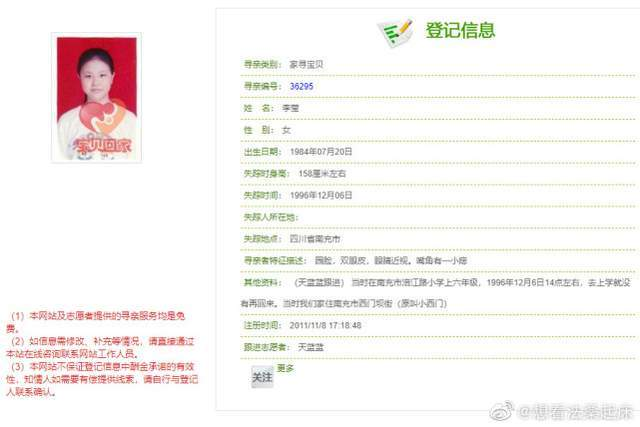 登记信息
寻亲类别： 家寻宝贝
寻亲编号： 36295
姓 名： 李莹
性 别： 女
出生日期： 1984年07月20日
失踪时身高： 158厘米左右
失踪时间： 1996年12月06日
失踪人所在地：
失踪地点： 四川省南充市
寻亲者特征描述： 圆脸，双眼皮，眼睛近视。嘴角有一小痣
其他资料： （天蓝蓝跟进） 当时在南充市涪江路小学上六年级，1996年12月6日14点左右，去上学就没
有再回来。当时我们家住南充市西门坝街（原叫小西门）
注册时间： 2011/11/8 17:18:48
跟进志愿者： 天蓝蓝
关注 更多
宝贝回家
（1）本网站及志愿者提供的寻亲服务均是免
费。
（2）如信息需修改、补充等情况，请直接通过
本站在线咨询联系网站工作人员。
（3）本网站不保证登记信息中酬金承诺的有效
性，知情人如需要有偿提供线索，请自行与登记
人联系确认。
@想看法桑起床